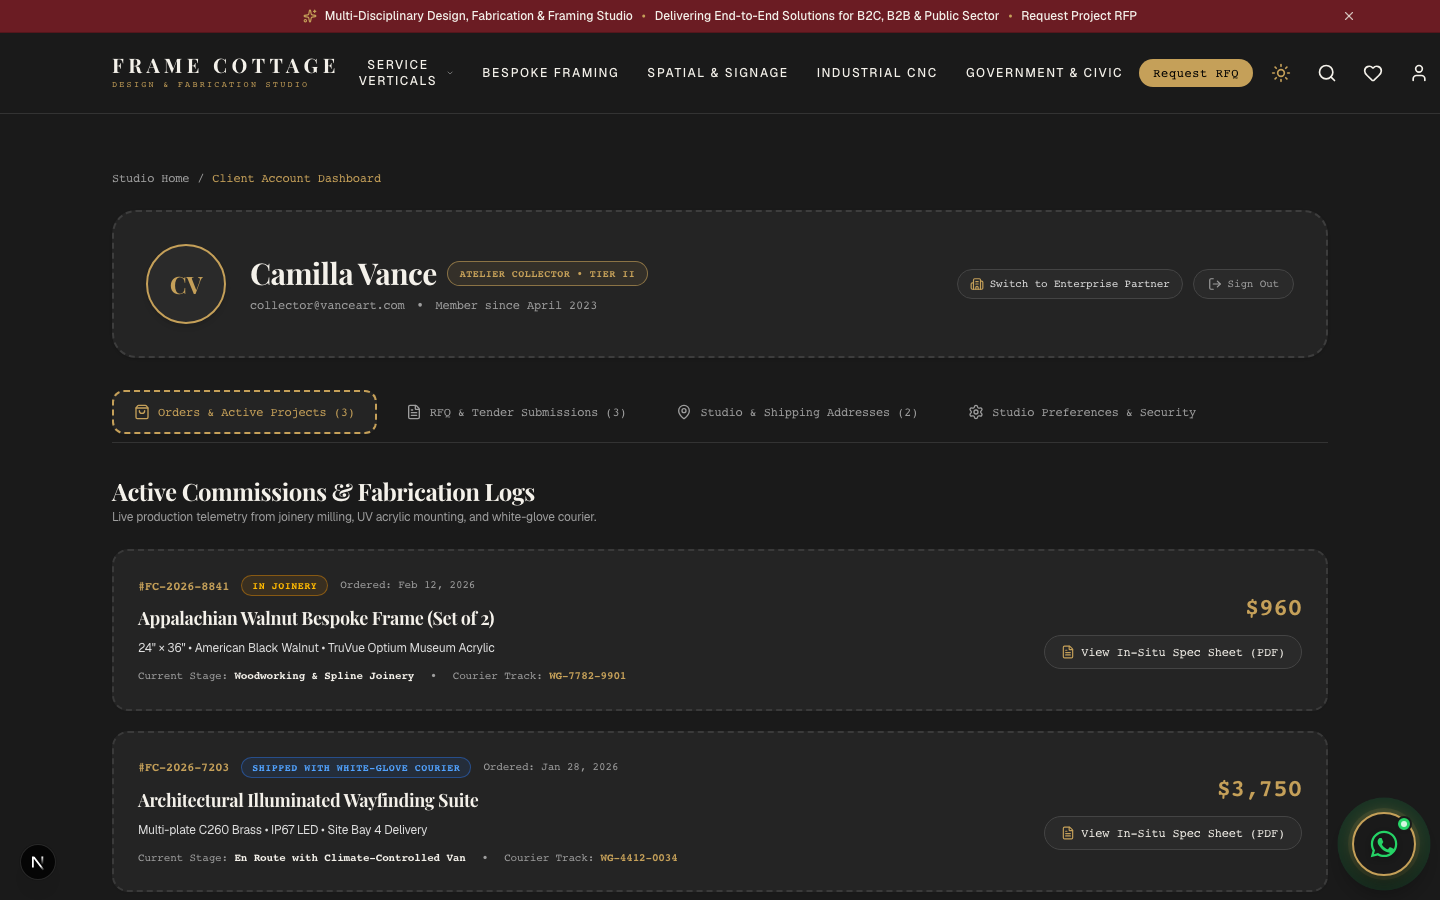 Multi-Disciplinary Design, Fabrication & Framing Studio • Delivering End-to-End Solutions for B2C, B2B & Public Sector • Request Project RFP
FRAME COTTAGE
DESIGN & FABRICATION STUDIO
SERVICE VERTICALS
BESPOKE FRAMING
SPATIAL & SIGNAGE
INDUSTRIAL CNC
GOVERNMENT & CIVIC
Request RFQ
Studio Home / Client Account Dashboard
CV
Camilla Vance
ATELIER COLLECTOR • TIER II
collector@vanceart.com • Member since April 2023
Switch to Enterprise Partner
Sign Out
Orders & Active Projects (3)
RFQ & Tender Submissions (3)
Studio & Shipping Addresses (2)
Studio Preferences & Security
Active Commissions & Fabrication Logs
Live production telemetry from joinery milling, UV acrylic mounting, and white-glove courier.
#FC-2026-8841 IN JOINERY Ordered: Feb 12, 2026
Appalachian Walnut Bespoke Frame (Set of 2)
24" × 36" • American Black Walnut • TruVue Optium Museum Acrylic
Current Stage: Woodworking & Spline Joinery • Courier Track: WG-7782-9901
$960
View In-Situ Spec Sheet (PDF)
#FC-2026-7203 SHIPPED WITH WHITE-GLOVE COURIER Ordered: Jan 28, 2026
Architectural Illuminated Wayfinding Suite
Multi-plate C260 Brass • IP67 LED • Site Bay 4 Delivery
Current Stage: En Route with Climate-Controlled Van • Courier Track: WG-4412-0034
$3,750
View In-Situ Spec Sheet (PDF)
N